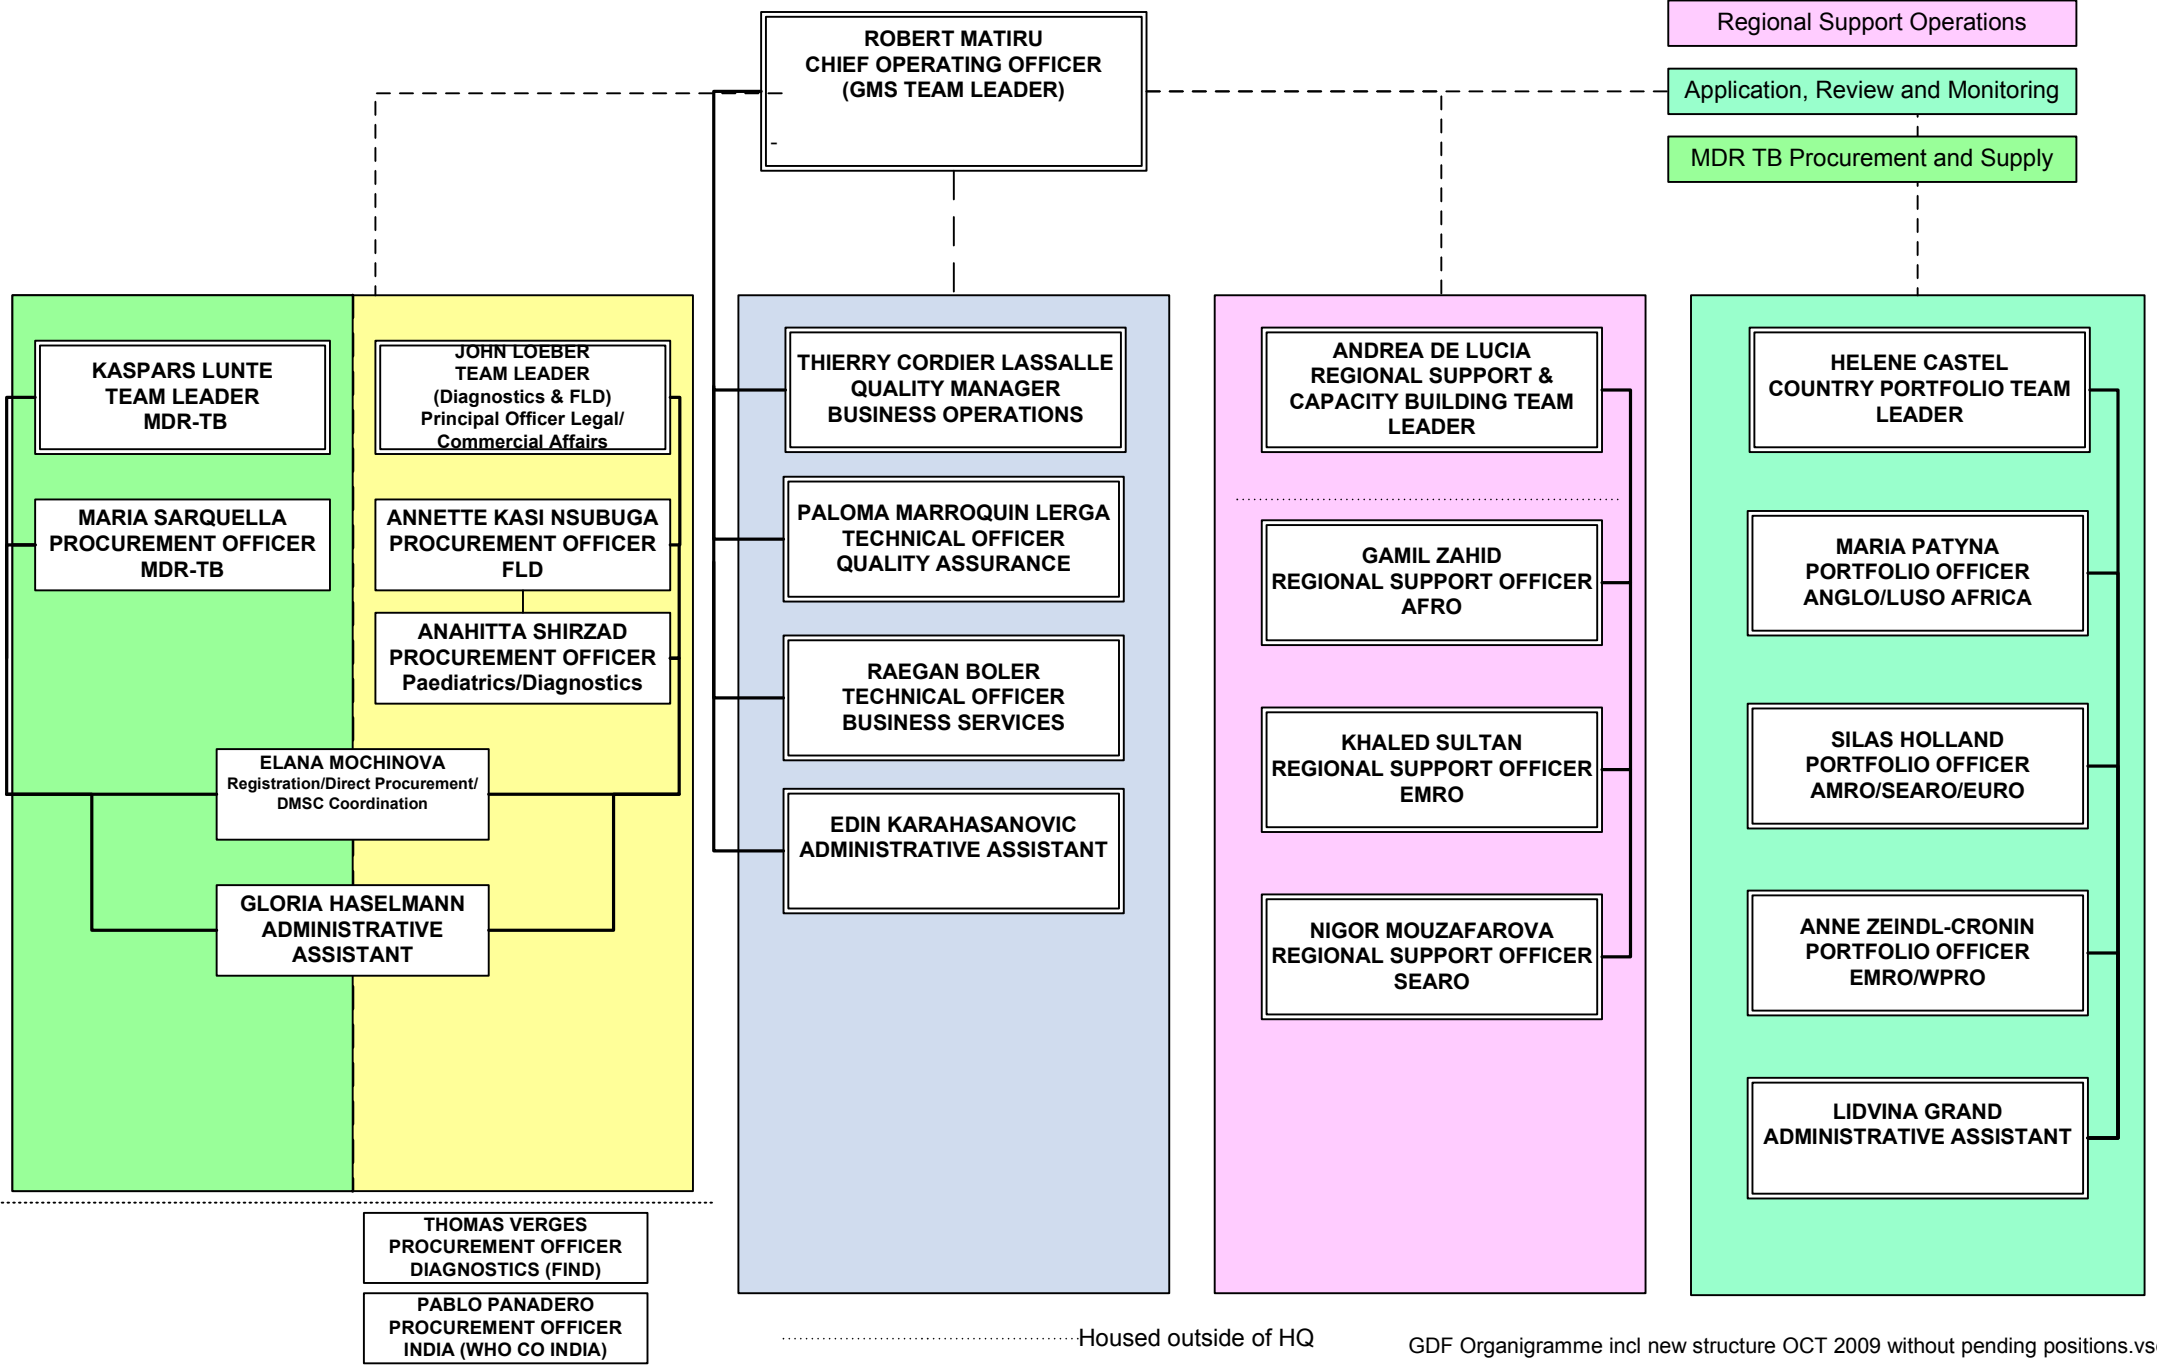 ROBERT MATIRU
CHIEF OPERATING OFFICER
(GMS TEAM LEADER)
-
Regional Support Operations
Application, Review and Monitoring
MDR TB Procurement and Supply
KASPARS LUNTE
TEAM LEADER
MDR-TB
MARIA SARQUELLA
PROCUREMENT OFFICER
MDR-TB
JOHN LOEBER
TEAM LEADER
(Diagnostics & FLD)
Principal Officer Legal/
Commercial Affairs
ANNETTE KASI NSUBUGA
PROCUREMENT OFFICER
FLD
ANAHITTA SHIRZAD
PROCUREMENT OFFICER
Paediatrics/Diagnostics
ELANA MOCHINOVA
Registration/Direct Procurement/
DMSC Coordination
GLORIA HASELMANN
ADMINISTRATIVE
ASSISTANT
THOMAS VERGES
PROCUREMENT OFFICER
DIAGNOSTICS (FIND)
PABLO PANADERO
PROCUREMENT OFFICER
INDIA (WHO CO INDIA)
THIERRY CORDIER LASSALLE
QUALITY MANAGER
BUSINESS OPERATIONS
PALOMA MARROQUIN LERGA
TECHNICAL OFFICER
QUALITY ASSURANCE
RAEGAN BOLER
TECHNICAL OFFICER
BUSINESS SERVICES
EDIN KARAHASANOVIC
ADMINISTRATIVE ASSISTANT
ANDREA DE LUCIA
REGIONAL SUPPORT &
CAPACITY BUILDING TEAM
LEADER
GAMIL ZAHID
REGIONAL SUPPORT OFFICER
AFRO
KHALED SULTAN
REGIONAL SUPPORT OFFICER
EMRO
NIGOR MOUZAFAROVA
REGIONAL SUPPORT OFFICER
SEARO
HELENE CASTEL
COUNTRY PORTFOLIO TEAM
LEADER
MARIA PATYNA
PORTFOLIO OFFICER
ANGLO/LUSO AFRICA
SILAS HOLLAND
PORTFOLIO OFFICER
AMRO/SEARO/EURO
ANNE ZEINDL-CRONIN
PORTFOLIO OFFICER
EMRO/WPRO
LIDVINA GRAND
ADMINISTRATIVE ASSISTANT
Housed outside of HQ
GDF Organigramme incl new structure OCT 2009 without pending positions.vs